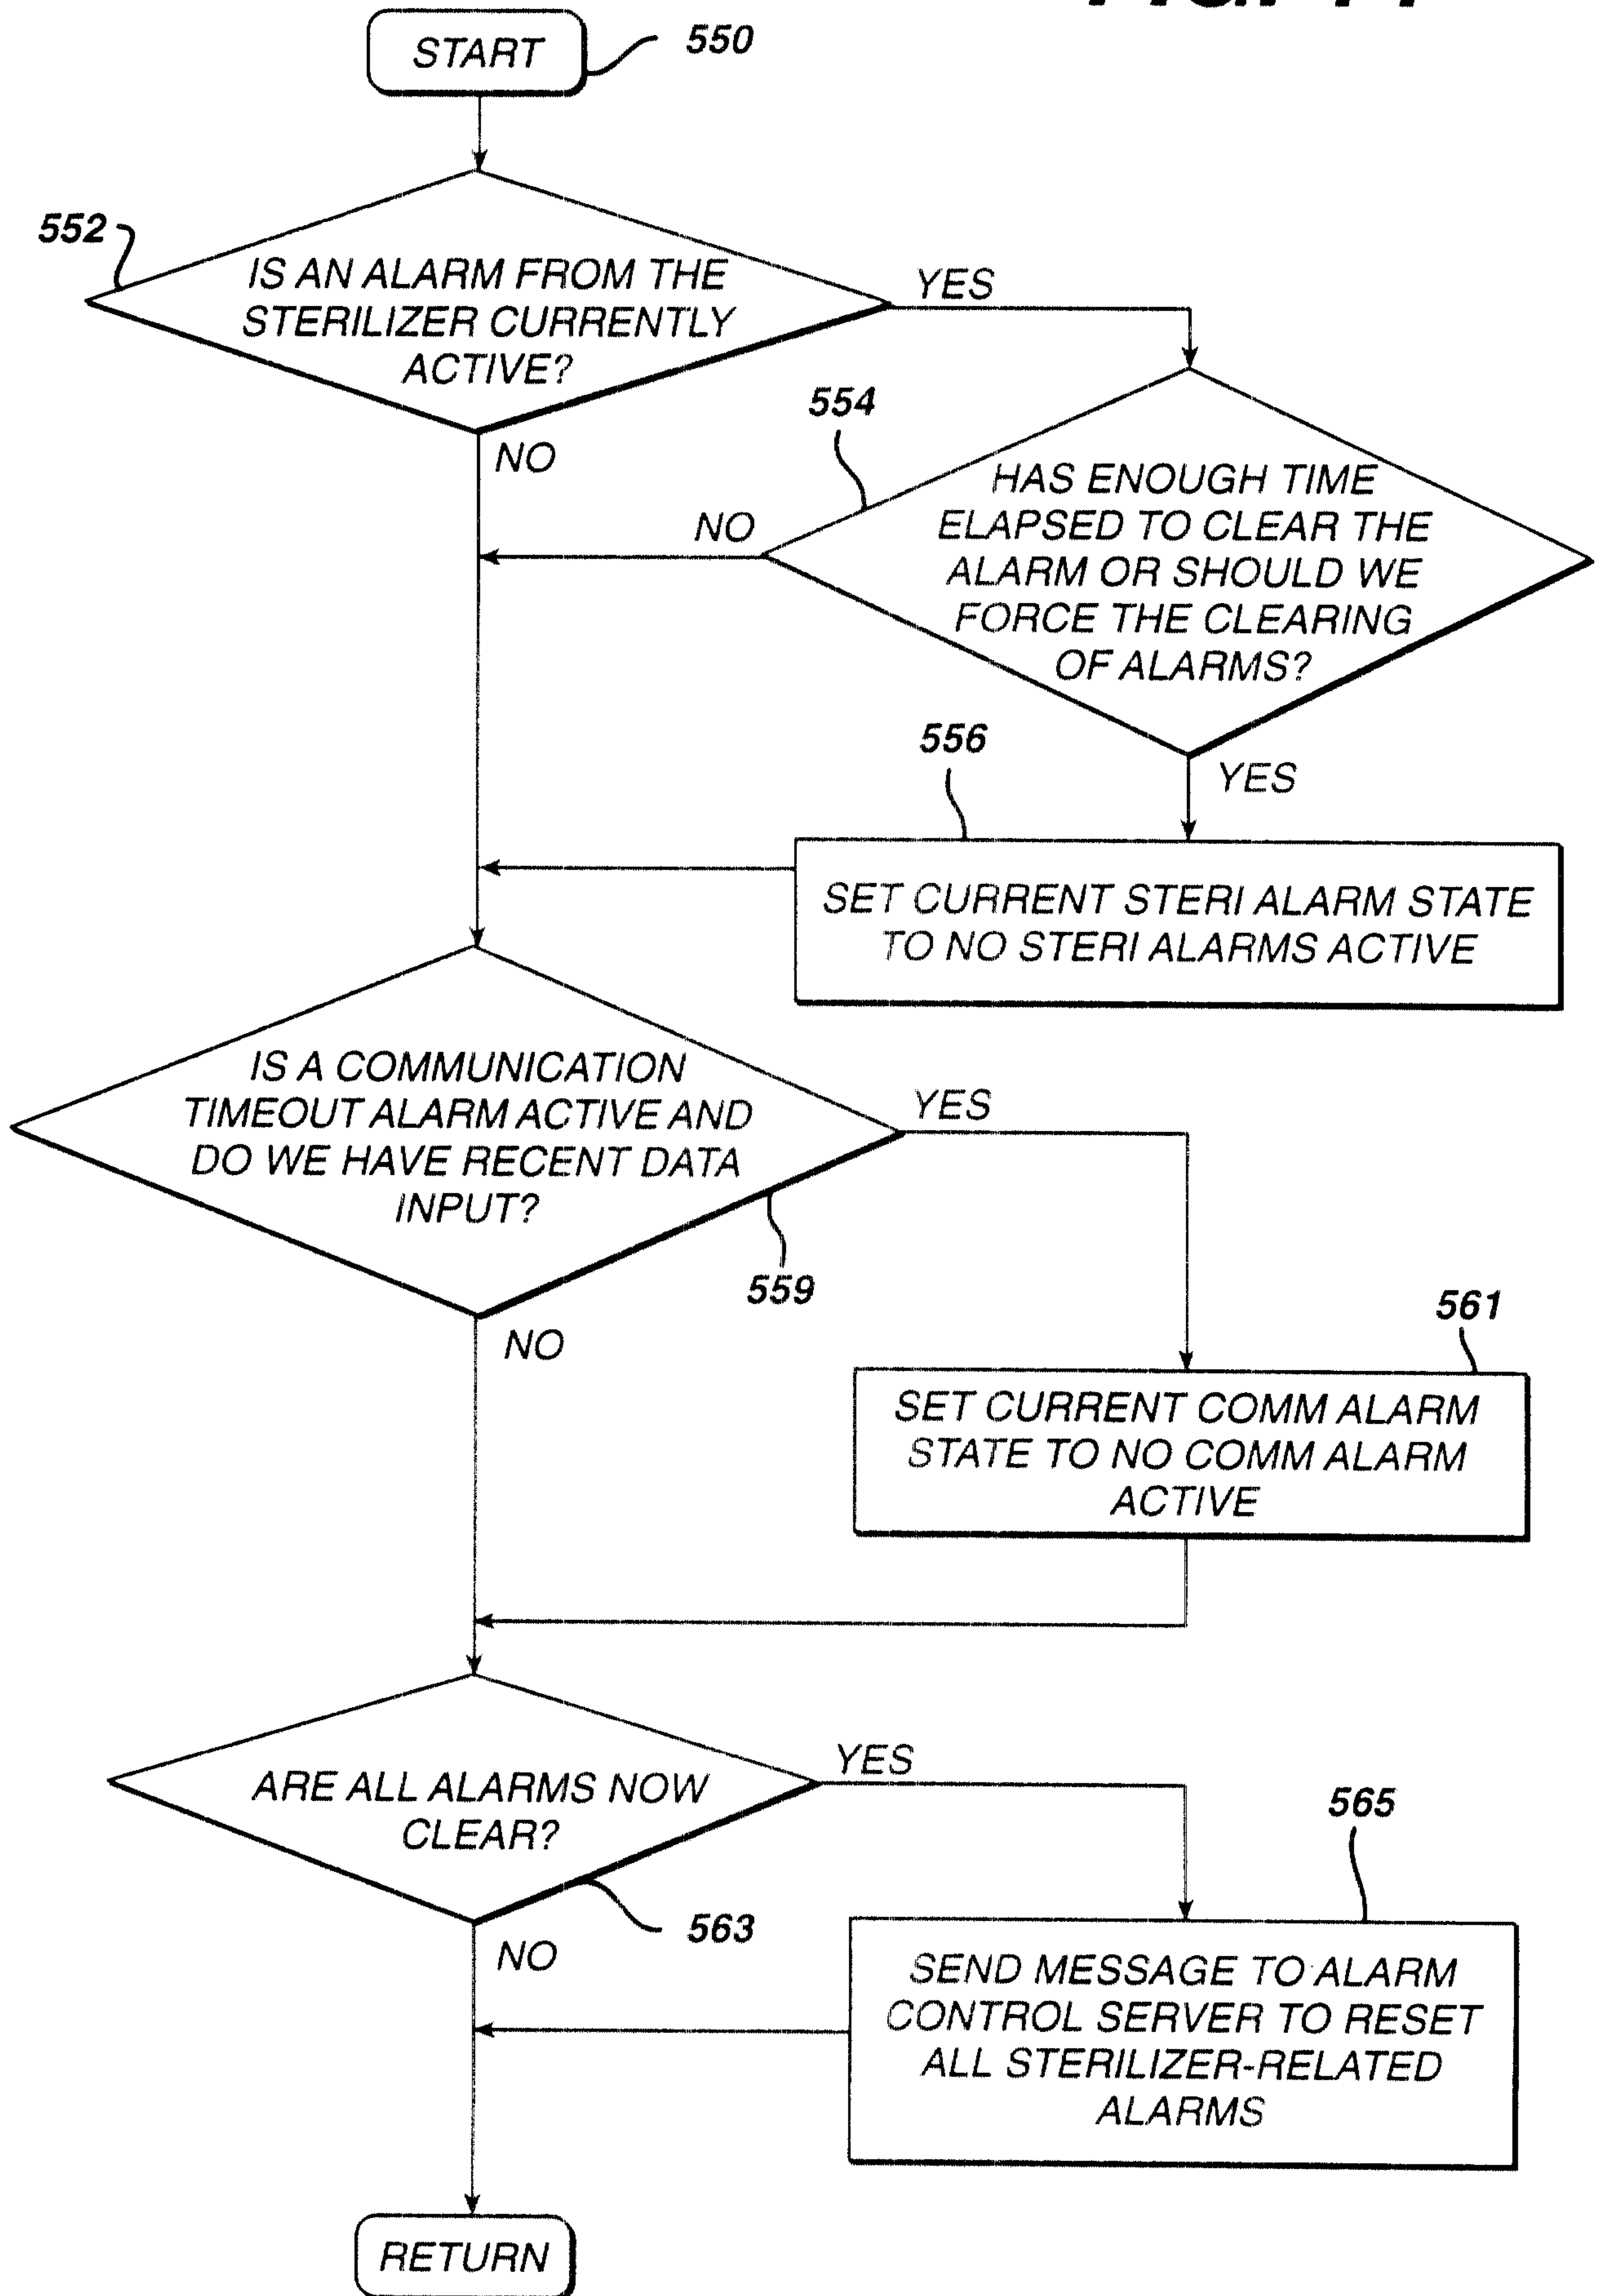 START
550
552
IS AN ALARM FROM THE
STERILIZER CURRENTLY
ACTIVE?
YES
NO
554
HAS ENOUGH TIME
ELAPSED TO CLEAR THE
ALARM OR SHOULD WE
FORCE THE CLEARING
OF ALARMS?
NO
YES
556
SET CURRENT STERI ALARM STATE
TO NO STERI ALARMS ACTIVE
IS A COMMUNICATION
TIMEOUT ALARM ACTIVE AND
DO WE HAVE RECENT DATA
INPUT?
YES
559
NO
561
SET CURRENT COMM ALARM
STATE TO NO COMM ALARM
ACTIVE
ARE ALL ALARMS NOW
CLEAR?
YES
563
NO
565
SEND MESSAGE TO ALARM
CONTROL SERVER TO RESET
ALL STERILIZER-RELATED
ALARMS
RETURN